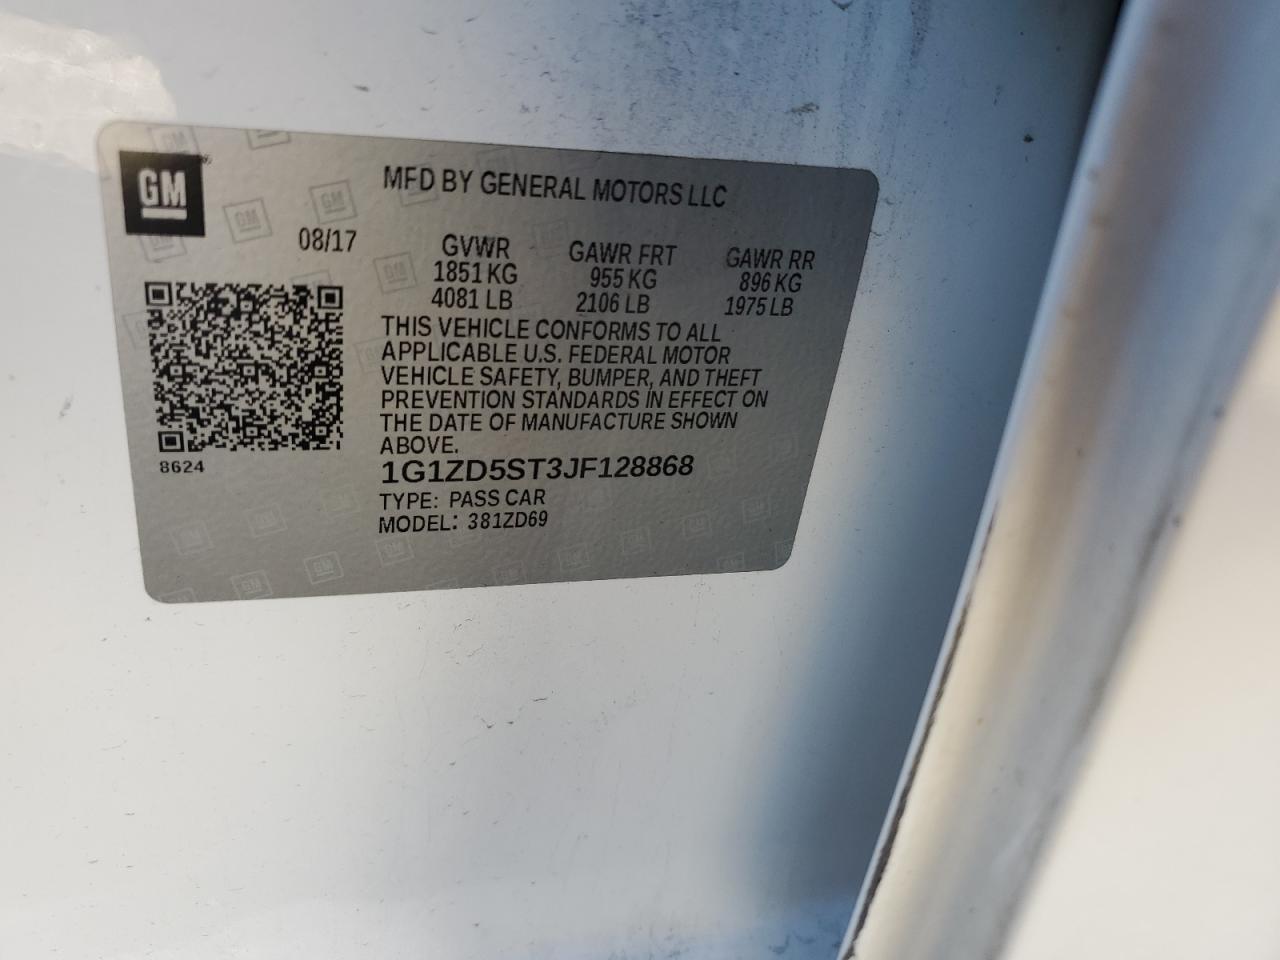 GM
MFD BY GENERAL MOTORS LLC
08/17
GVWR GAWR FRT GAWR RR
1851 KG 955 KG 896 KG
4081 LB 2106 LB 1975 LB
THIS VEHICLE CONFORMS TO ALL
APPLICABLE U.S. FEDERAL MOTOR
VEHICLE SAFETY, BUMPER, AND THEFT
PREVENTION STANDARDS IN EFFECT ON
THE DATE OF MANUFACTURE SHOWN
ABOVE.
8624
1G1ZD5ST3JF128868
TYPE: PASS CAR
MODEL: 381ZD69